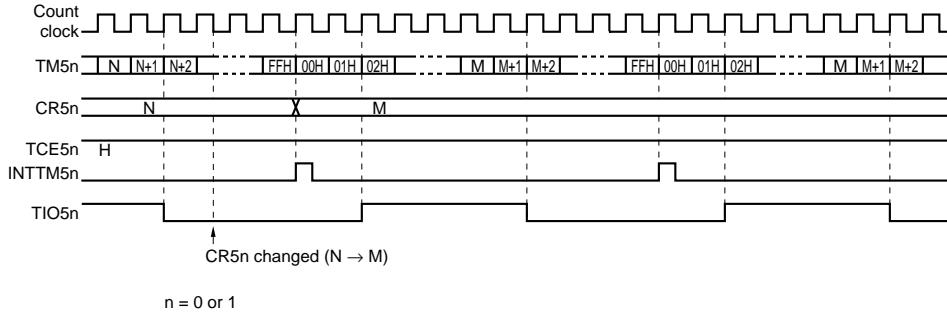 Count
clock
TM5n N N+1 N+2 FFH 00H 01H 02H M M+1 M+2 FFH 00H 01H 02H M M+1 M+2
CR5n N M
TCE5n H
INTTM5n
TIO5n
CR5n changed (N → M)
n = 0 or 1